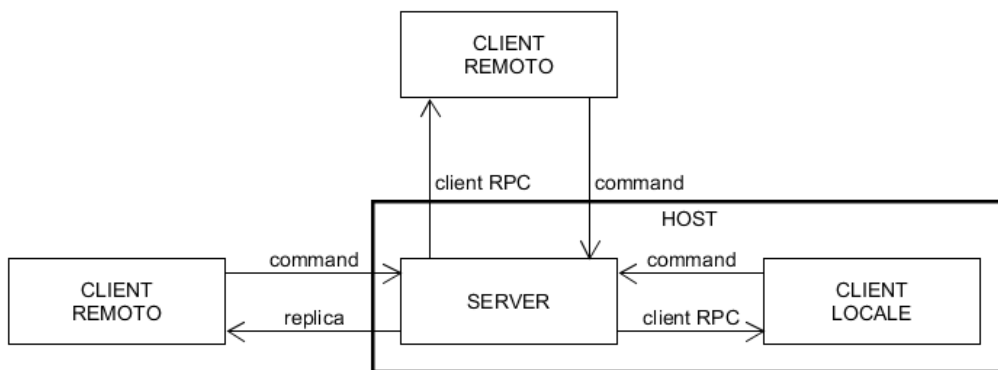 CLIENT
REMOTO
client RPC
command
HOST
command
command
CLIENT
REMOTO
SERVER
CLIENT
LOCALE
replica
client RPC